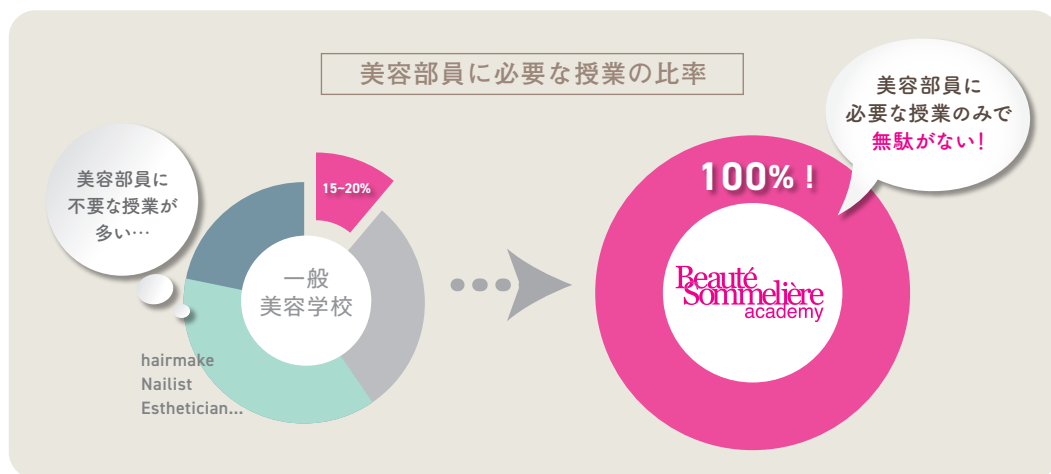 美容部員に必要な授業の比率
美容部員に
必要な授業のみで
無駄がない!
美容部員に
不要な授業が
多い…
15~20%
一般
美容学校
hairmake
Nailist
Esthetician...
100% !
Beauté
Sommelière
academy